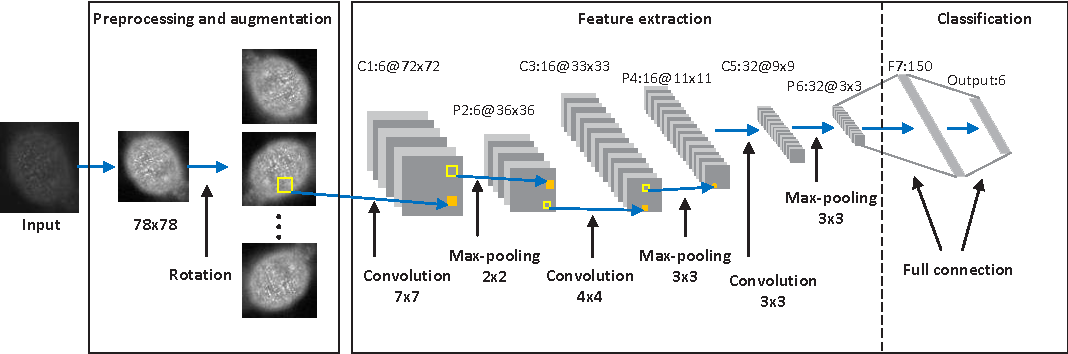 Preprocessing and augmentation
Feature extraction
Classification
C1:6@72x72
P2:6@36x36
C3:16@33x33
P4:16@11x11
C5:32@9x9
P6:32@3x3
F7:150
Output:6
Input
78x78
Rotation
Convolution
7x7
Max-pooling
2x2
Convolution
4x4
Max-pooling
3x3
Convolution
3x3
Max-pooling
3x3
Full connection